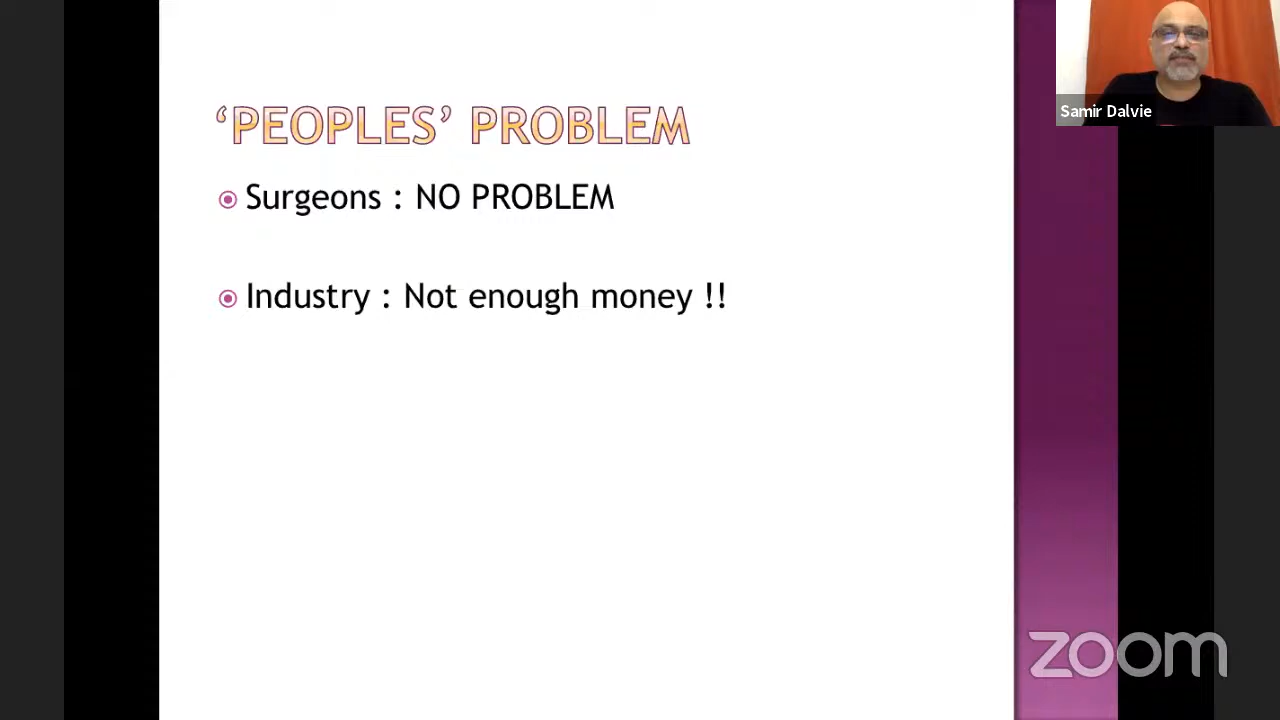 ‘PEOPLES’ PROBLEM
Surgeons : NO PROBLEM
Industry : Not enough money !!
Samir Dalvie
zoom